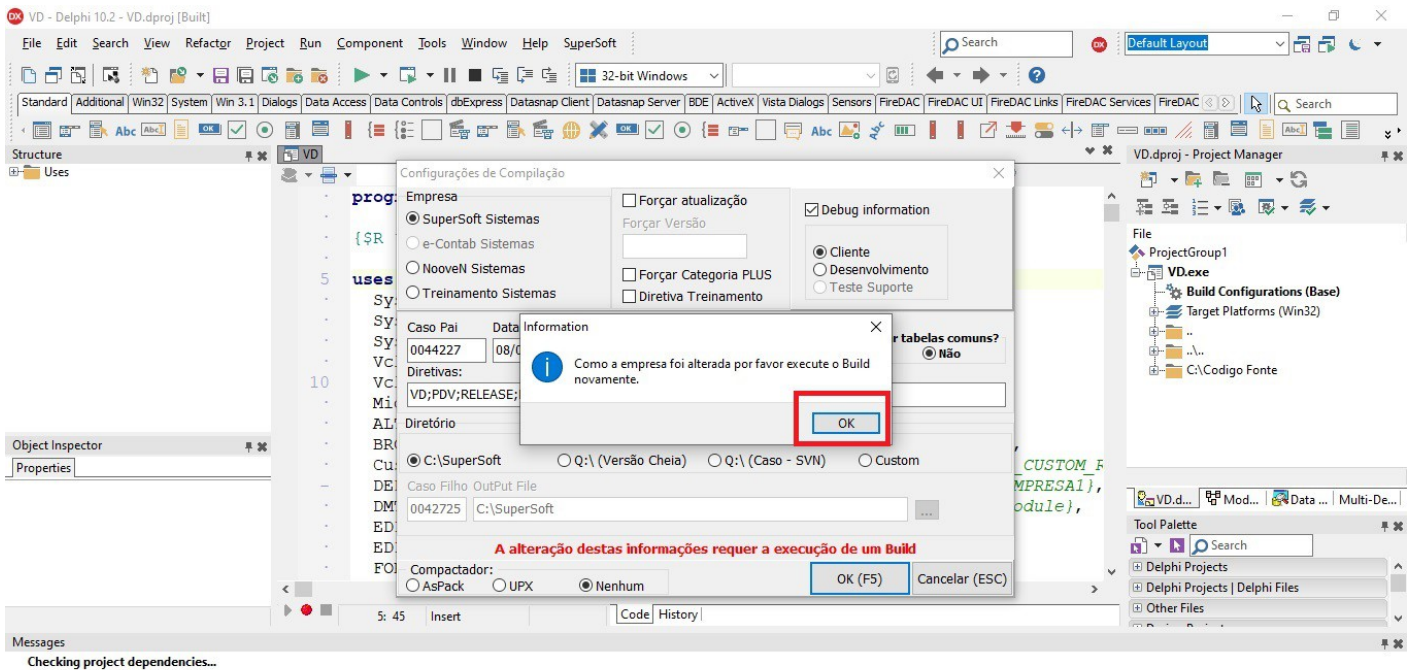 VD - Delphi 10.2 - VD.dproj [Built]
File Edit Search View Refactor Project Run Component Tools Window Help SuperSoft
Search
Default Layout
32-bit Windows
Standard Additional Win32 System Win 3.1 Dialogs Data Access Data Controls dbExpress Datasnap Client Datasnap Server BDE ActiveX Vista Dialogs Sensors FireDAC FireDAC UI FireDAC Links FireDAC Services FireDAC
Search
Structure
Uses
VD
5
10
uses
Configurações de Compilação
Empresa
SuperSoft Sistemas
e-Contab Sistemas
NooveN Sistemas
Treinamento Sistemas
Forçar atualização
Forçar Versão
Forçar Categoria PLUS
Diretiva Treinamento
Debug information
Cliente
Desenvolvimento
Teste Suporte
Caso Pai
0044227
Data
tabelas comuns?
Não
Diretivas:
VD;PDV;RELEASE;
Information
Como a empresa foi alterada por favor execute o Build
novamente.
OK
Diretório
C:\SuperSoft
Q:\ (Versão Cheia)
Q:\ (Caso - SVN)
Custom
Caso Filho OutPut File
0042725
C:\SuperSoft
...
A alteração destas informações requer a execução de um Build
Compactador:
AsPack
UPX
Nenhum
OK (F5)
Cancelar (ESC)
5: 45
Insert
Code
History
Object Inspector
Properties
VD.dproj - Project Manager
File
ProjectGroup1
VD.exe
Build Configurations (Base)
Target Platforms (Win32)
..
..\..
C:\Codigo Fonte
VD.d...
Mod...
Data ...
Multi-De...
Tool Palette
Search
Delphi Projects
Delphi Projects | Delphi Files
Other Files
Messages
Checking project dependencies...